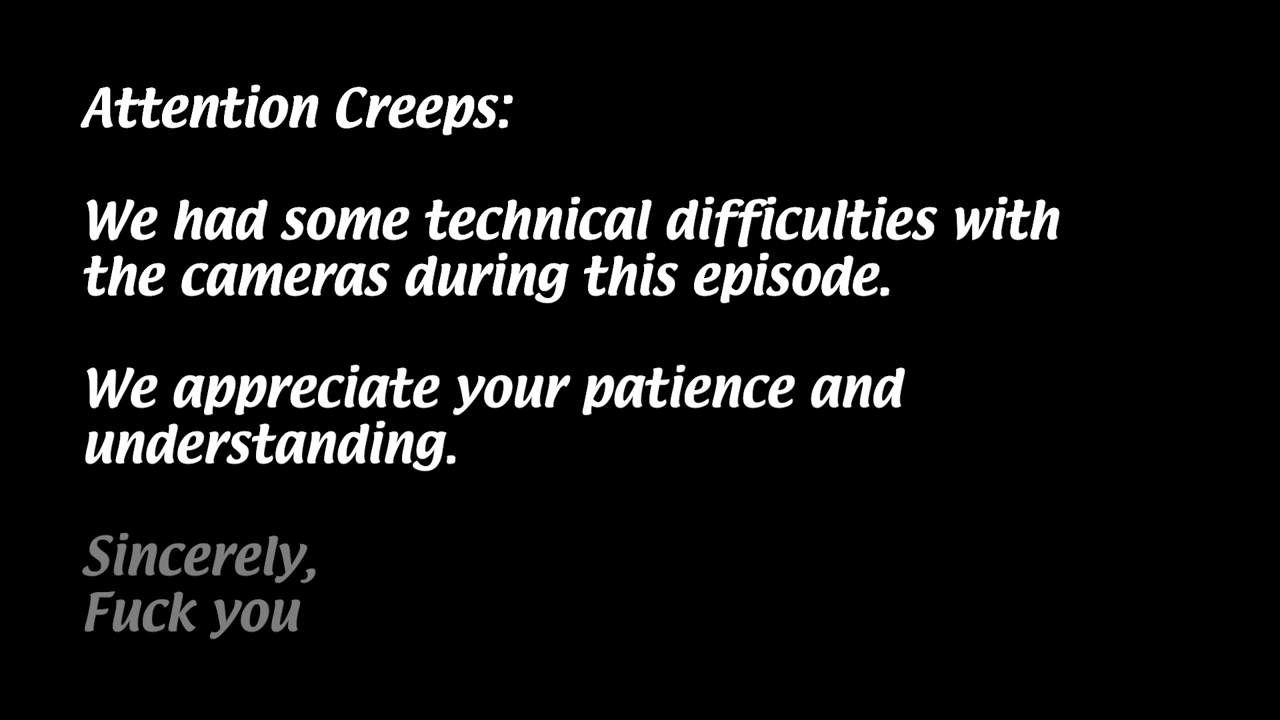 Attention Creeps:
We had some technical difficulties with
the cameras during this episode.
We appreciate your patience and
understanding.
Sincerely,
Fuck you